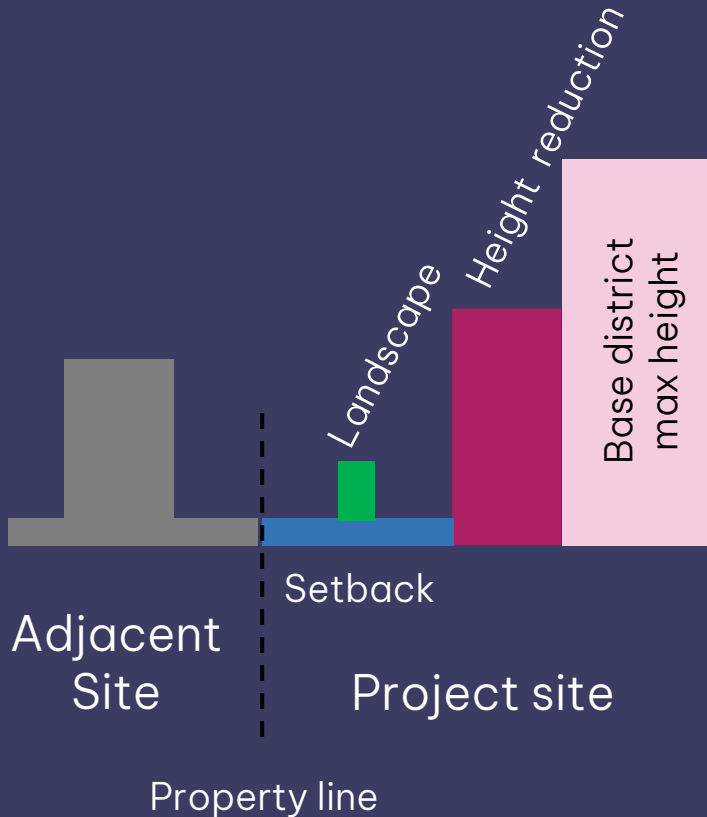 Height reduction
Landscape
Base district
max height
Setback
Adjacent
Site
Project site
Property line